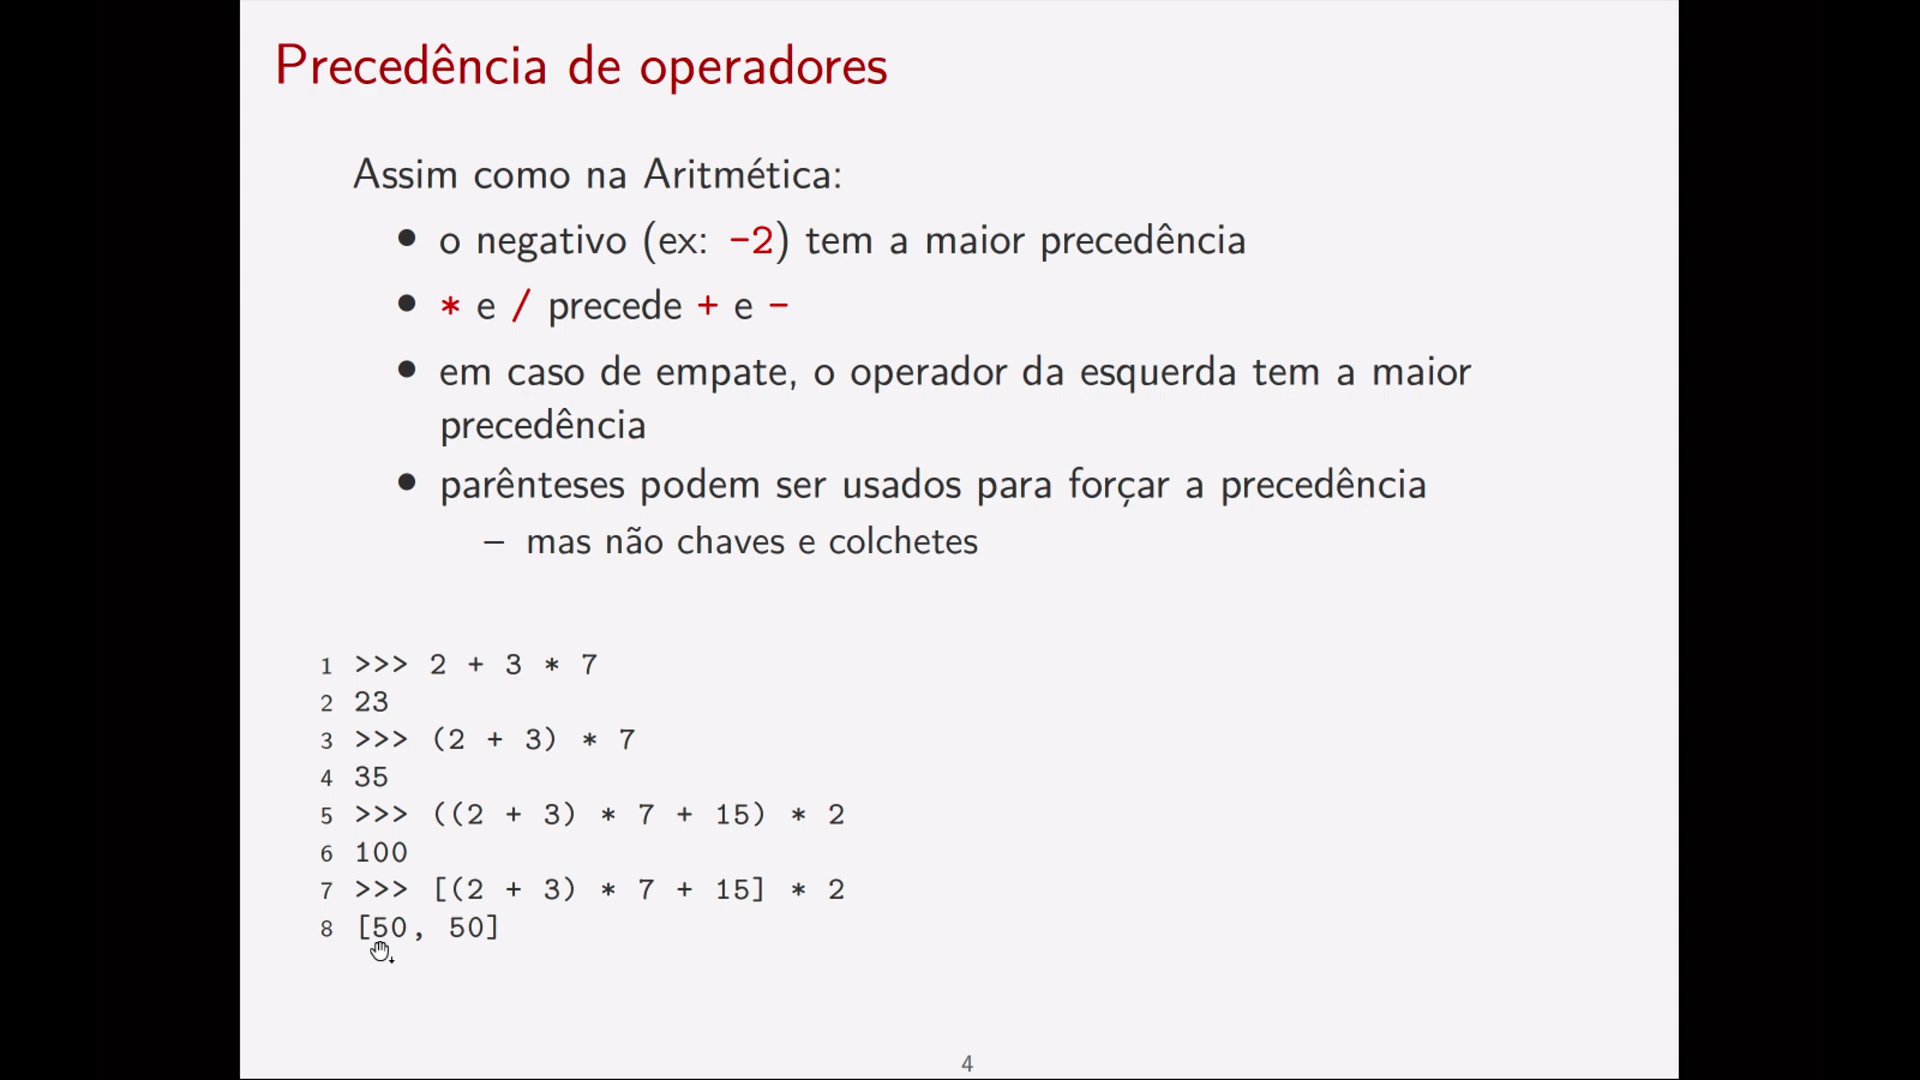 Precedência de operadores
Assim como na Aritmética:
• o negativo (ex: -2) tem a maior precedência
• * e / precede + e -
• em caso de empate, o operador da esquerda tem a maior
precedência
• parênteses podem ser usados para forçar a precedência
– mas não chaves e colchetes
1 >>> 2 + 3 * 7
2 23
3 >>> (2 + 3) * 7
4 35
5 >>> ((2 + 3) * 7 + 15) * 2
6 100
7 >>> [(2 + 3) * 7 + 15] * 2
8 [50, 50]
4